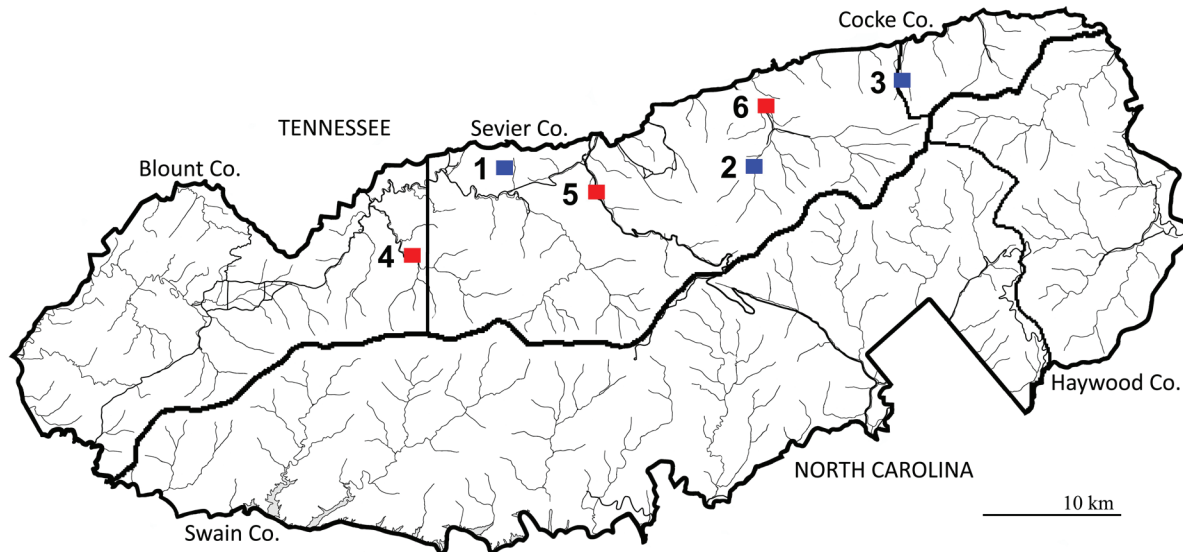 Cocke Co.
3
6
TENNESSEE
Sevier Co.
Blount Co.
1
2
5
4
Haywood Co.
NORTH CAROLINA
10 km
Swain Co.